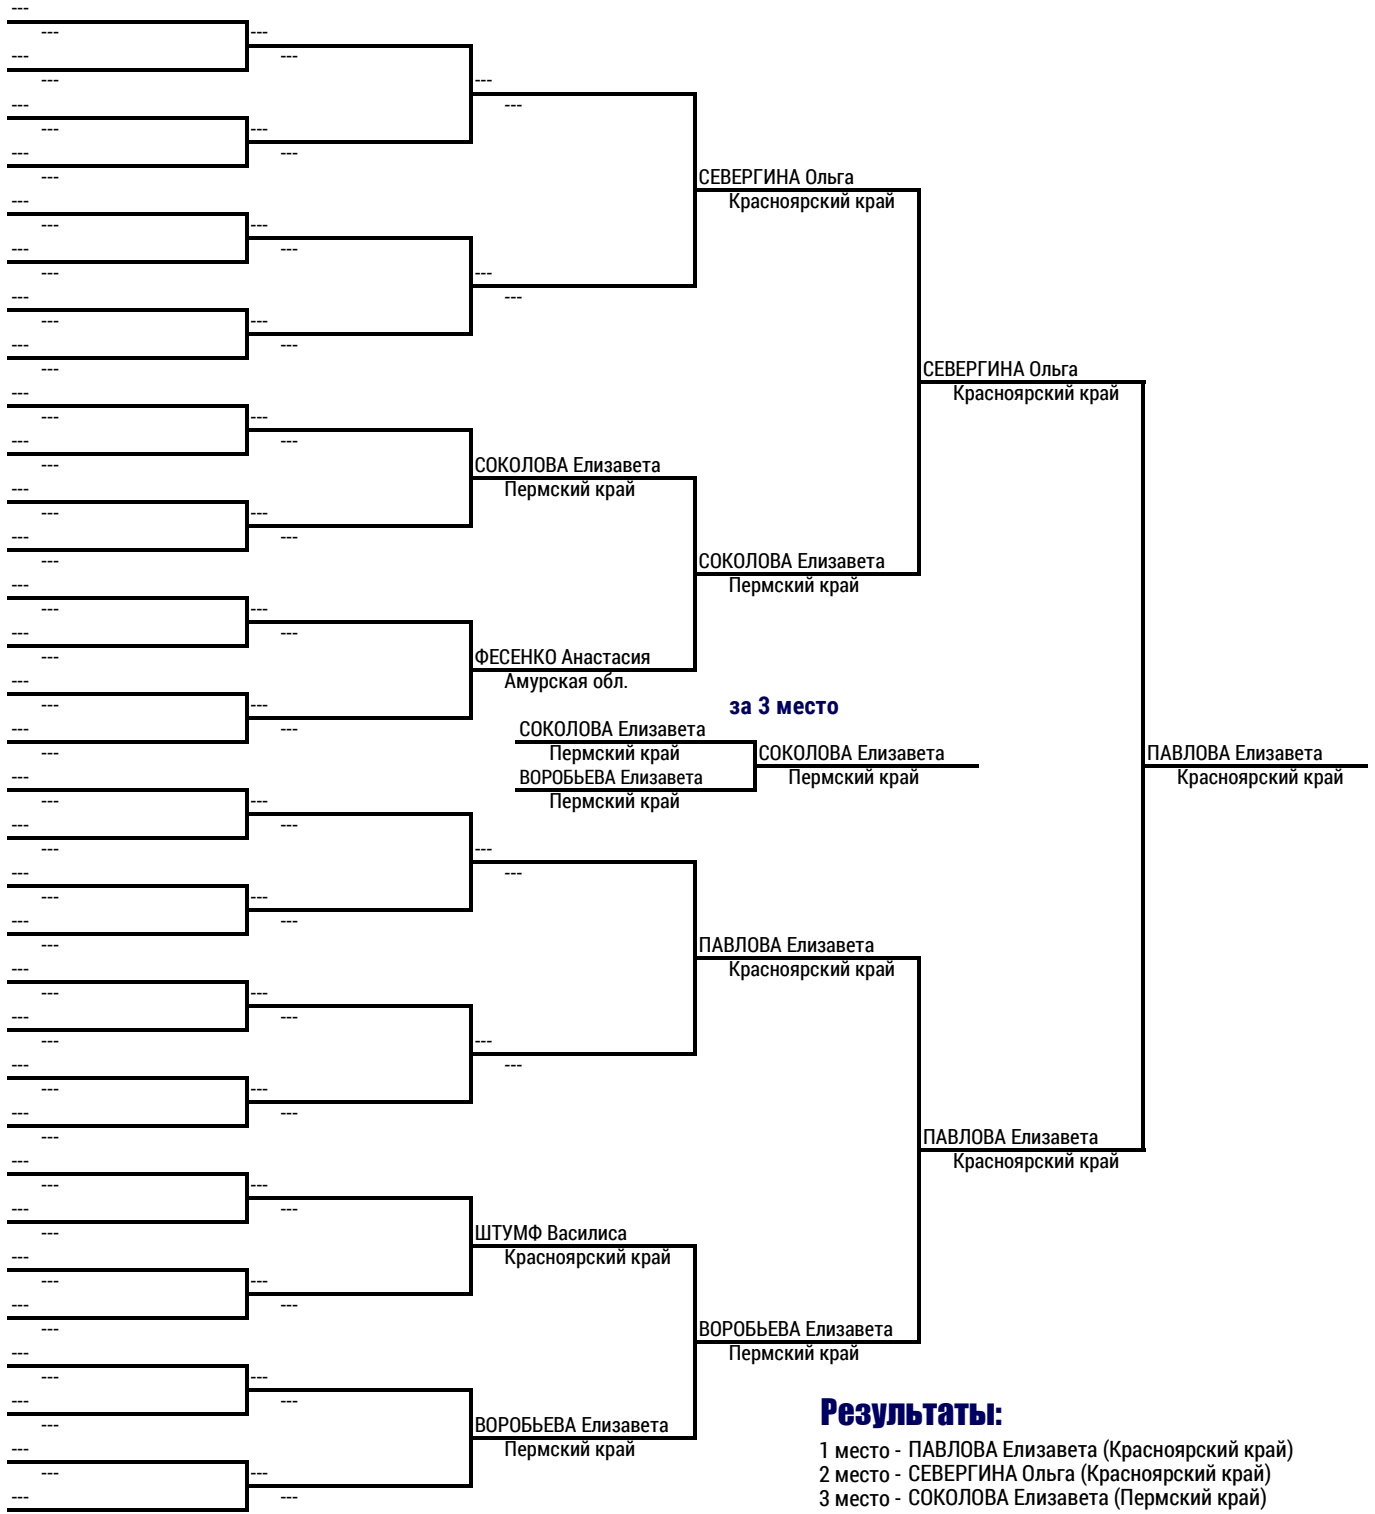 ---
--- ---
--- ---
--- ---
--- ---
--- ---
--- ---
--- СЕВЕРГИНА Ольга
--- Красноярский край
--- ---
--- ---
--- ---
--- ---
--- ---
--- ---
--- СЕВЕРГИНА Ольга
--- Красноярский край
--- ---
--- ---
--- СОКОЛОВА Елизавета
--- Пермский край
--- ---
--- ---
--- СОКОЛОВА Елизавета
--- Пермский край
--- ---
--- ---
--- ФЕСЕНКО Анастасия
--- Амурская обл.
--- --- за 3 место
--- --- СОКОЛОВА Елизавета
--- Пермский край СОКОЛОВА Елизавета ПАВЛОВА Елизавета
--- ВОРОБЬЕВА Елизавета Пермский край Красноярский край
--- --- Пермский край
--- ---
--- ---
--- ---
--- ---
--- ---
--- ПАВЛОВА Елизавета
--- Красноярский край
--- ---
--- ---
--- ---
--- ---
--- ---
--- ---
--- ПАВЛОВА Елизавета
--- Красноярский край
--- ---
--- ---
--- ШТУМФ Василиса
--- Красноярский край
--- ---
--- ---
--- ВОРОБЬЕВА Елизавета
--- Пермский край
--- ---
--- --- Результаты:
--- ВОРОБЬЕВА Елизавета
--- Пермский край 1 место - ПАВЛОВА Елизавета (Красноярский край)
--- --- 2 место - СЕВЕРГИНА Ольга (Красноярский край)
--- --- 3 место - СОКОЛОВА Елизавета (Пермский край)